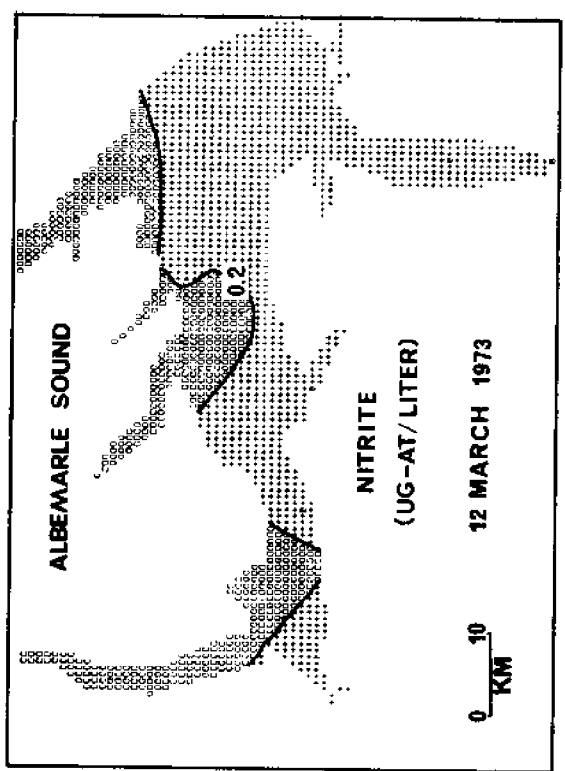 ALBEMARLE SOUND
0.2
NITRITE
(UG-AT/LITER)
12 MARCH 1973
0 10
KM